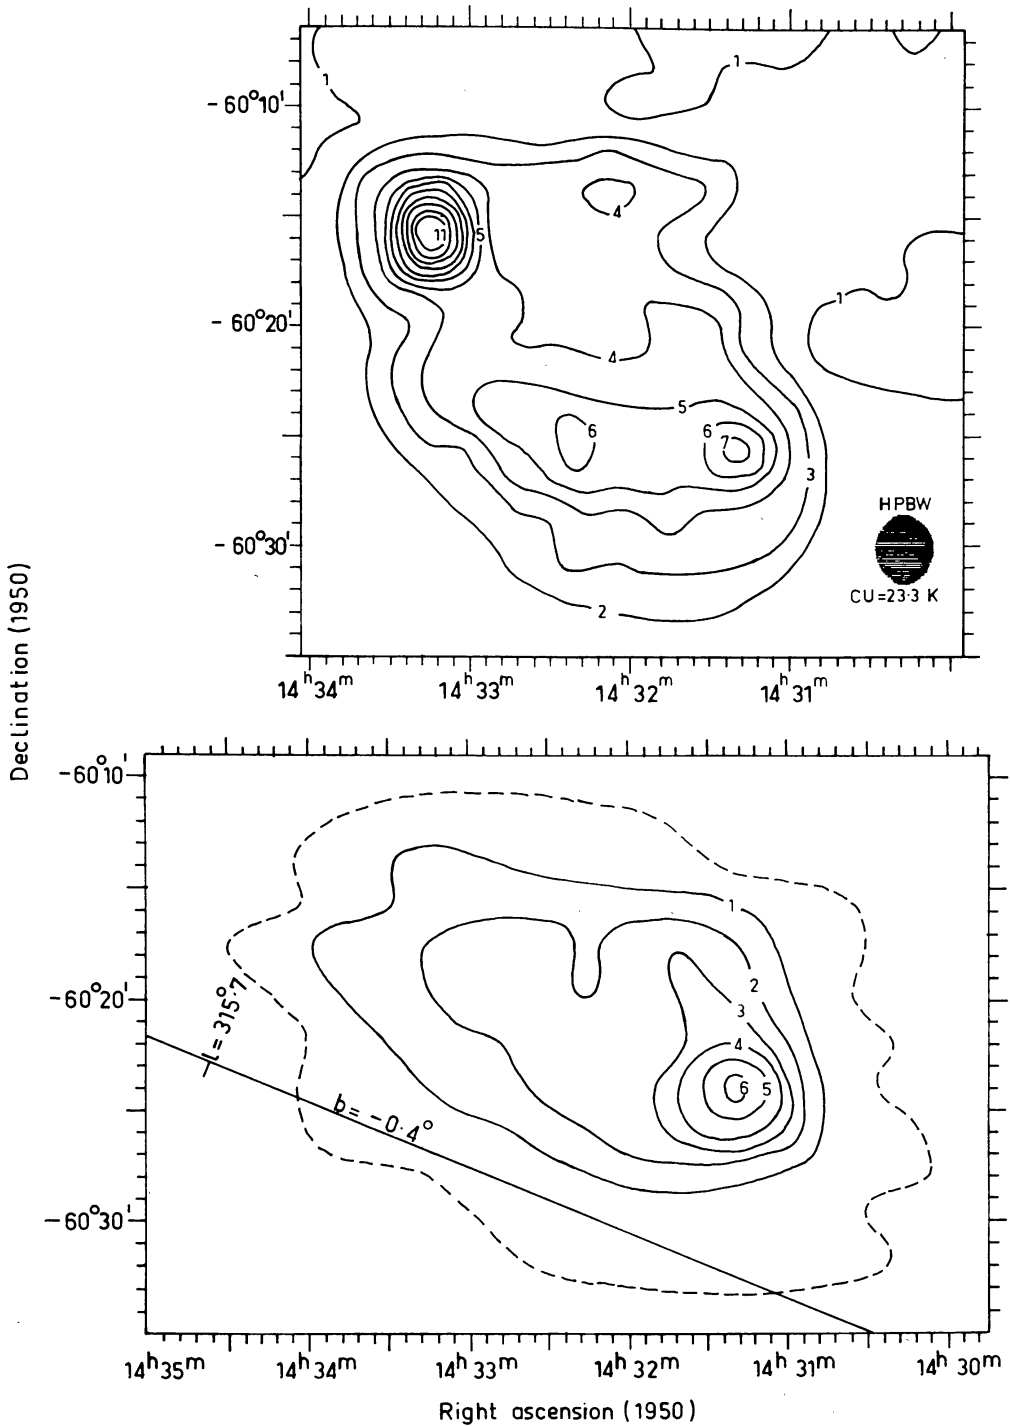 1
1
-60°10'
4
11
5
1
-60°20'
4
5
6
6
7
3
HPBW
-60°30'
CU=23·3 K
2
14ʰ34ᵐ
14ʰ33ᵐ
14ʰ32ᵐ
14ʰ31ᵐ
Declination (1950)
-60°10'
1
2
-60°20'
l = 315°·7
3
4
6
5
b = -0·4°
-60°30'
14ʰ35ᵐ
14ʰ34ᵐ
14ʰ33ᵐ
14ʰ32ᵐ
14ʰ31ᵐ
14ʰ30ᵐ
Right ascension (1950)